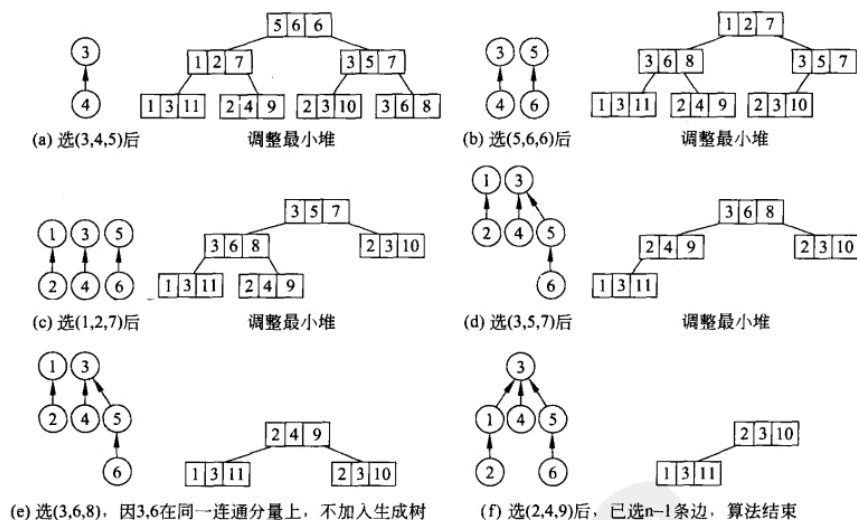 3
5 6 6
1 2 7
3 5 7
4
1 3 11
2 4 9
2 3 10
3 6 8
(a) 选(3,4,5)后
调整最小堆
3 5
1 2 7
3 6 8
3 5 7
4 6
1 3 11
2 4 9
2 3 10
(b) 选(5,6,6)后
调整最小堆
1 3 5
3 5 7
3 6 8
2 3 10
2 4 6
1 3 11
2 4 9
(c) 选(1,2,7)后
调整最小堆
1 3
3 6 8
2 4 5
2 4 9
2 3 10
6
1 3 11
(d) 选(3,5,7)后
调整最小堆
1 3
2 4 5
2 4 9
6
1 3 11
2 3 10
(e) 选(3,6,8)，因3,6在同一连通分量上，不加入生成树
3
1 4 5
2 3 10
2 6
1 3 11
(f) 选(2,4,9)后，已选n−1条边，算法结束